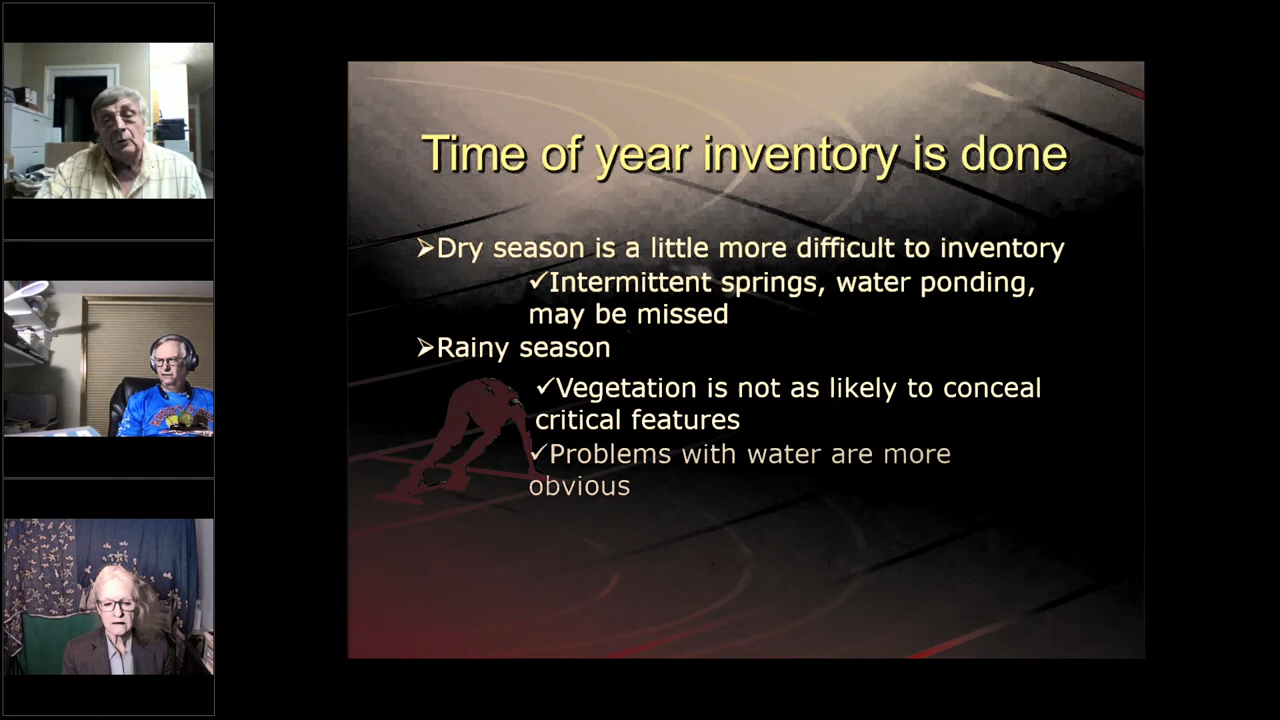 Time of year inventory is done
➢Dry season is a little more difficult to inventory
✓Intermittent springs, water ponding,
may be missed
➢Rainy season
✓Vegetation is not as likely to conceal
critical features
✓Problems with water are more
obvious